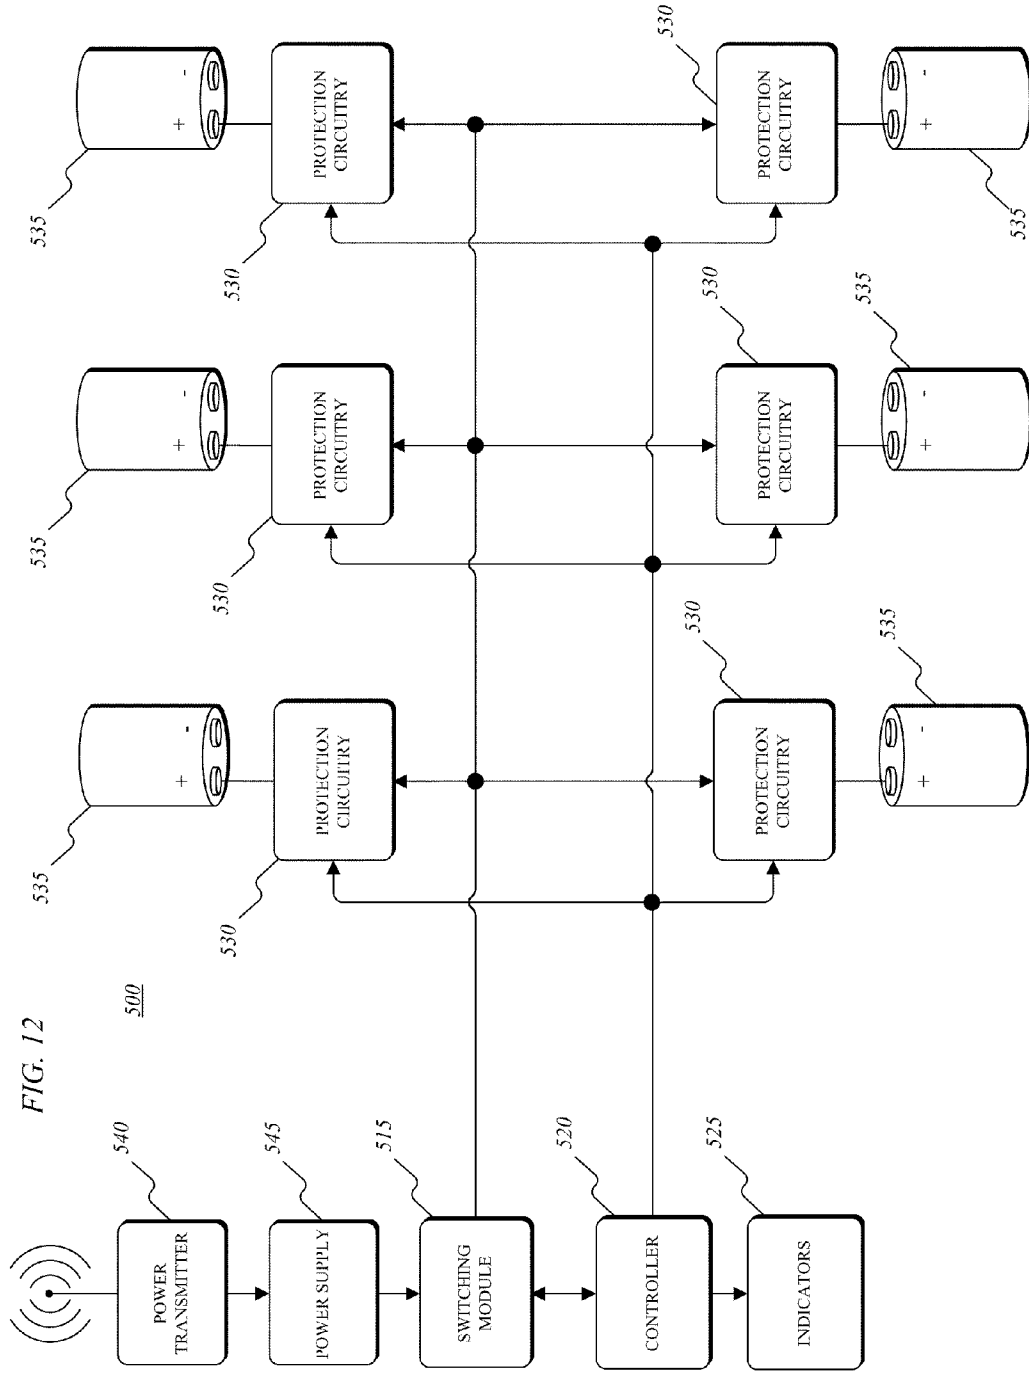 FIG. 12
500
540
POWER
TRANSMITTER
545
POWER SUPPLY
515
SWITCHING
MODULE
520
CONTROLLER
525
INDICATORS
535
+ -
530
PROTECTION
CIRCUITRY
535
+ -
530
PROTECTION
CIRCUITRY
535
+ -
530
PROTECTION
CIRCUITRY
530
PROTECTION
CIRCUITRY
535
+ -
530
PROTECTION
CIRCUITRY
535
+ -
530
PROTECTION
CIRCUITRY
535
+ -